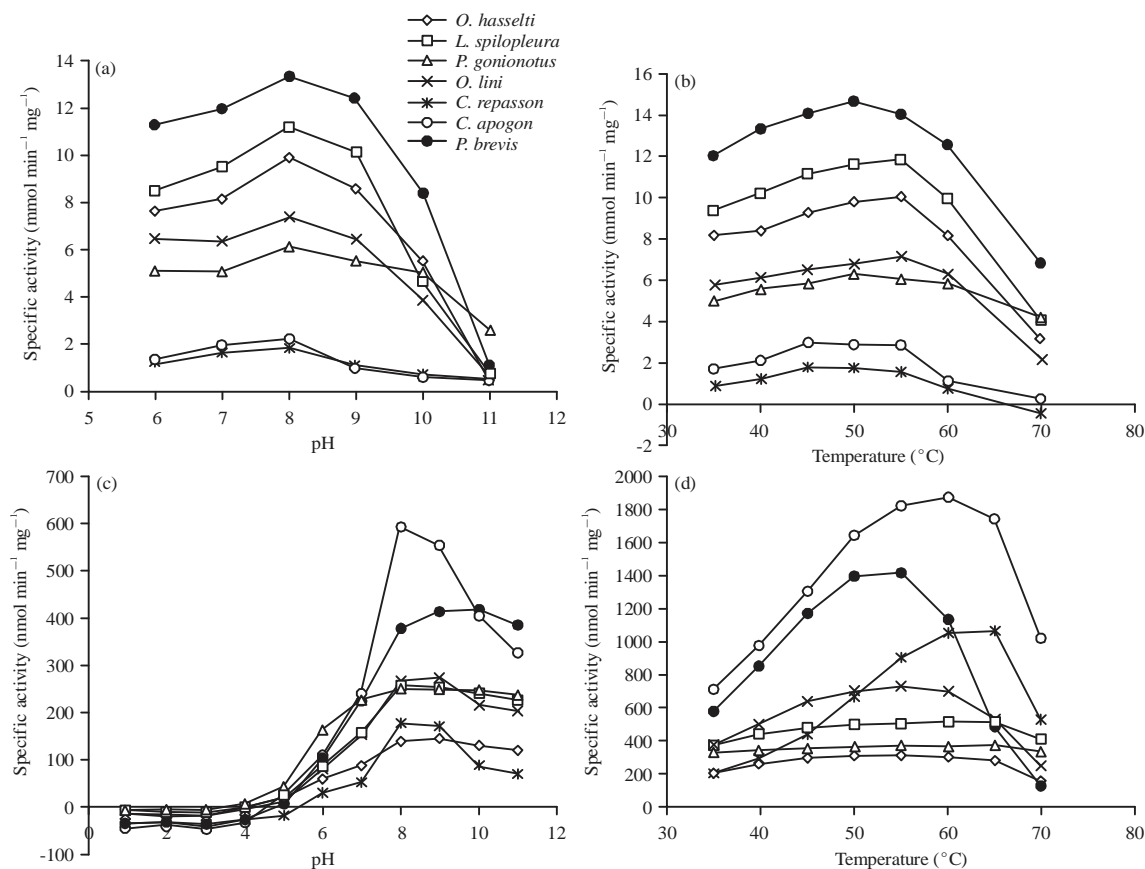 O. hasselti
L. spilopleura
P. gonionotus
O. lini
C. repasson
C. apogon
P. brevis
(a)
Specific activity (mmol min⁻¹ mg⁻¹)
14
12
10
8
6
4
2
0
5 6 7 8 9 10 11 12
pH
(b)
Specific activity (mmol min⁻¹ mg⁻¹)
16
14
12
10
8
6
4
2
0
-2
30 40 50 60 70 80
Temperature (°C)
(c)
Specific activity (nmol min⁻¹ mg⁻¹)
700
600
500
400
300
200
100
0
-100
0 2 4 6 8 10 12
pH
(d)
Specific activity (nmol min⁻¹ mg⁻¹)
2000
1800
1600
1400
1200
1000
800
600
400
200
0
30 40 50 60 70 80
Temperature (°C)